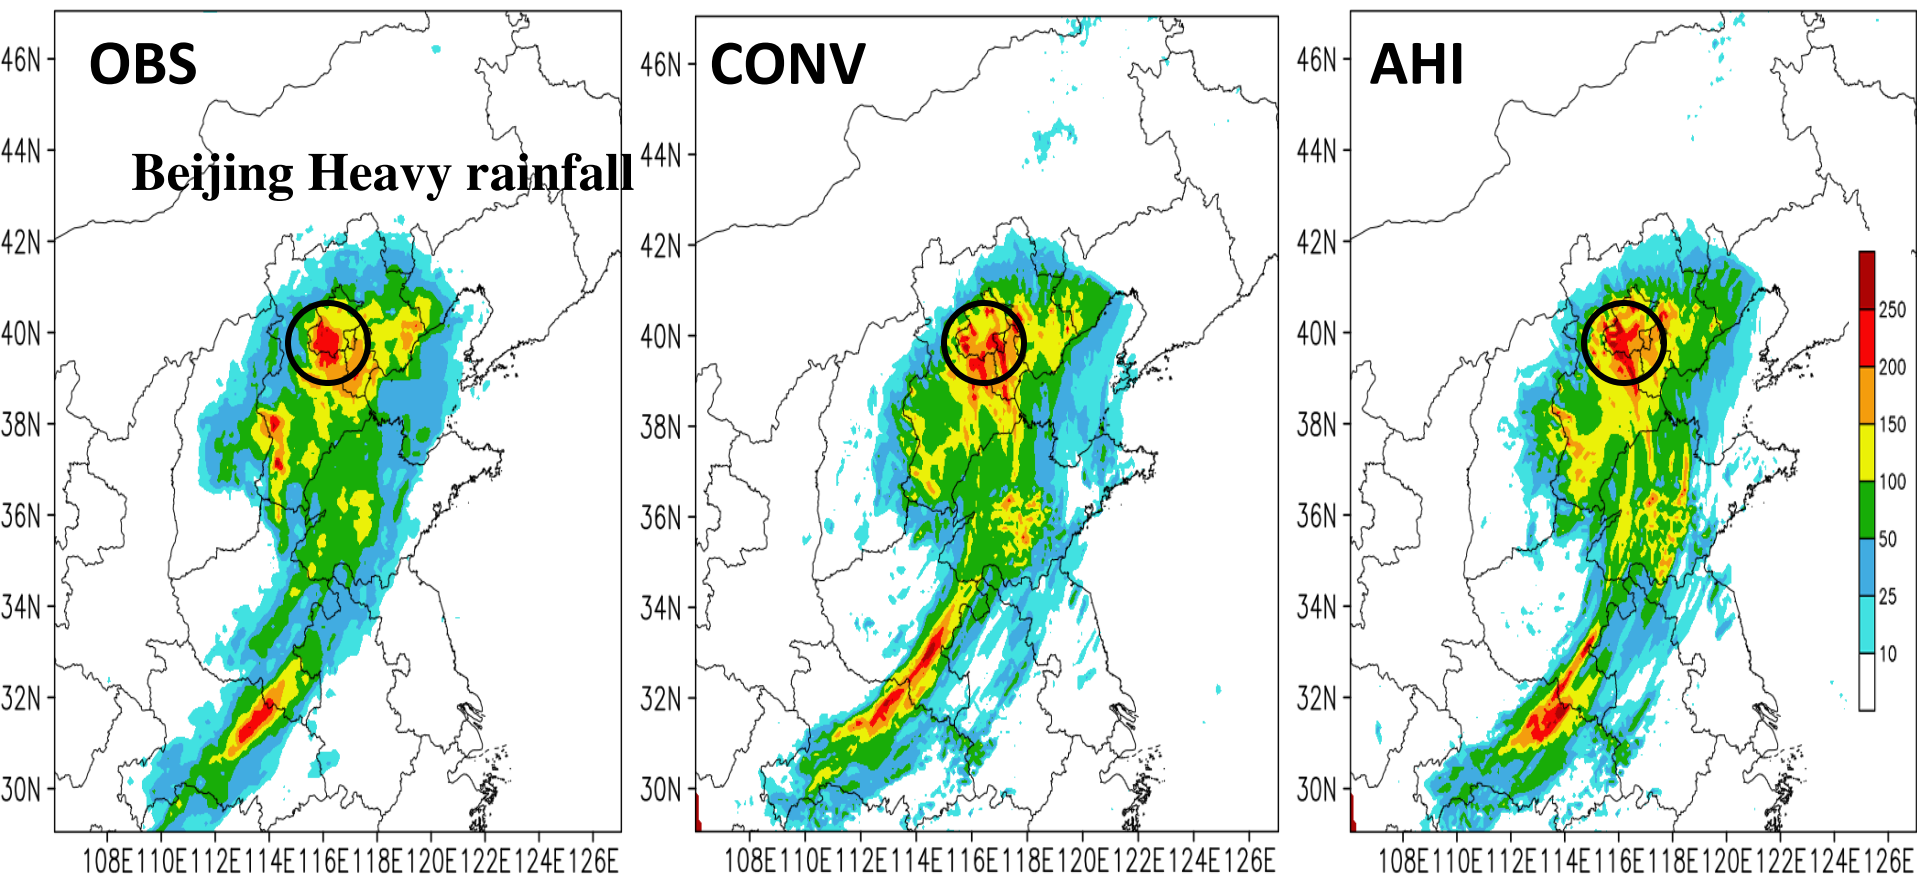 OBS
CONV
AHI
Beijing Heavy rainfall
46N
44N
42N
40N
38N
36N
34N
32N
30N
108E 110E 112E 114E 116E 118E 120E 122E 124E 126E
46N
44N
42N
40N
38N
36N
34N
32N
30N
108E 110E 112E 114E 116E 118E 120E 122E 124E 126E
46N
44N
42N
40N
38N
36N
34N
32N
30N
108E 110E 112E 114E 116E 118E 120E 122E 124E 126E
250
200
150
100
50
25
10